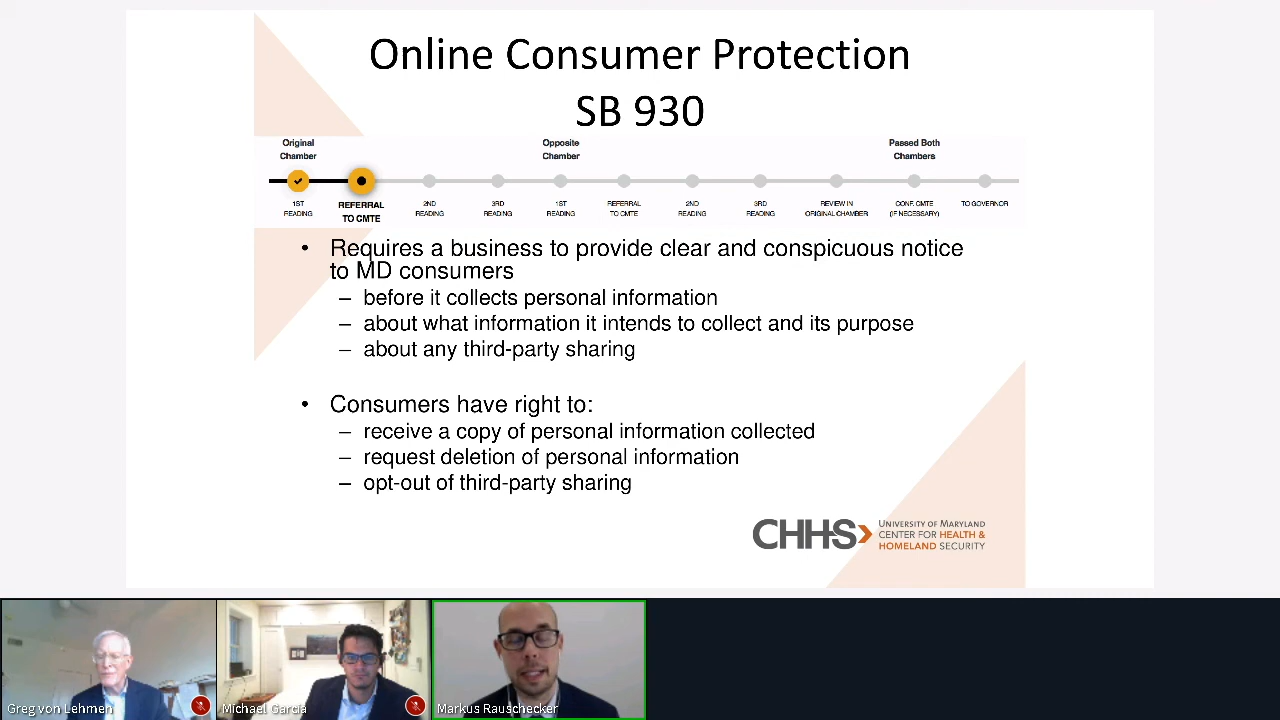 Online Consumer Protection
SB 930
Original
Chamber
Opposite
Chamber
Passed Both
Chambers
1ST
READING
REFERRAL
TO CMTE
2ND
READING
3RD
READING
1ST
READING
REFERRAL
TO CMTE
2ND
READING
3RD
READING
REVIEW IN
ORIGINAL CHAMBER
CONF. CMTE
(IF NECESSARY)
TO GOVERNOR
• Requires a business to provide clear and conspicuous notice
to MD consumers
– before it collects personal information
– about what information it intends to collect and its purpose
– about any third-party sharing
• Consumers have right to:
– receive a copy of personal information collected
– request deletion of personal information
– opt-out of third-party sharing
CHHS
UNIVERSITY OF MARYLAND
CENTER FOR HEALTH &
HOMELAND SECURITY
Greg von Lehmen
Michael Garcia
Markus Rauschecker